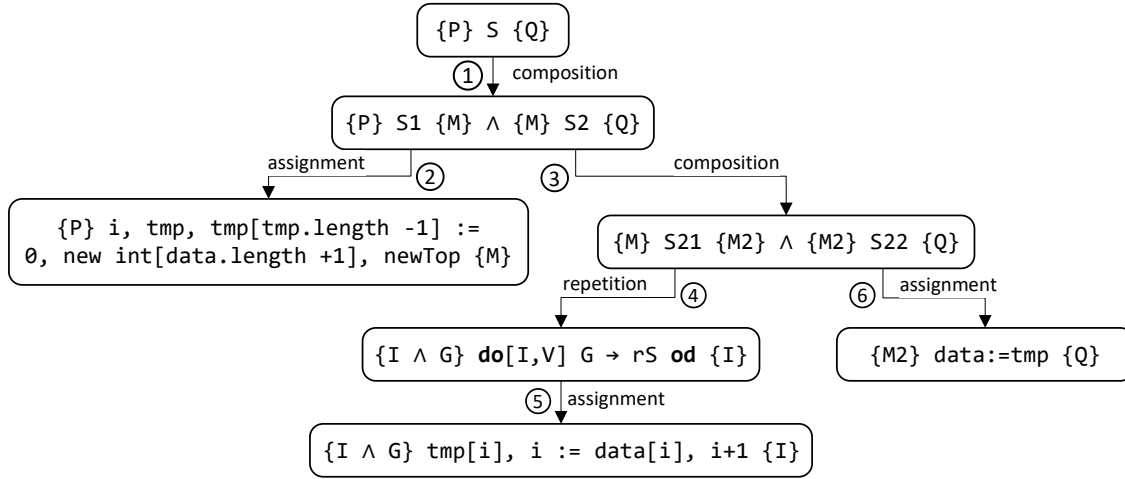 {P} S {Q}
① composition
{P} S1 {M} ∧ {M} S2 {Q}
assignment ② ③ composition
{P} i, tmp, tmp[tmp.length -1] :=
0, new int[data.length +1], newTop {M}
{M} S21 {M2} ∧ {M2} S22 {Q}
repetition ④ ⑥ assignment
{I ∧ G} do[I,V] G → rS od {I}
{M2} data:=tmp {Q}
⑤ assignment
{I ∧ G} tmp[i], i := data[i], i+1 {I}